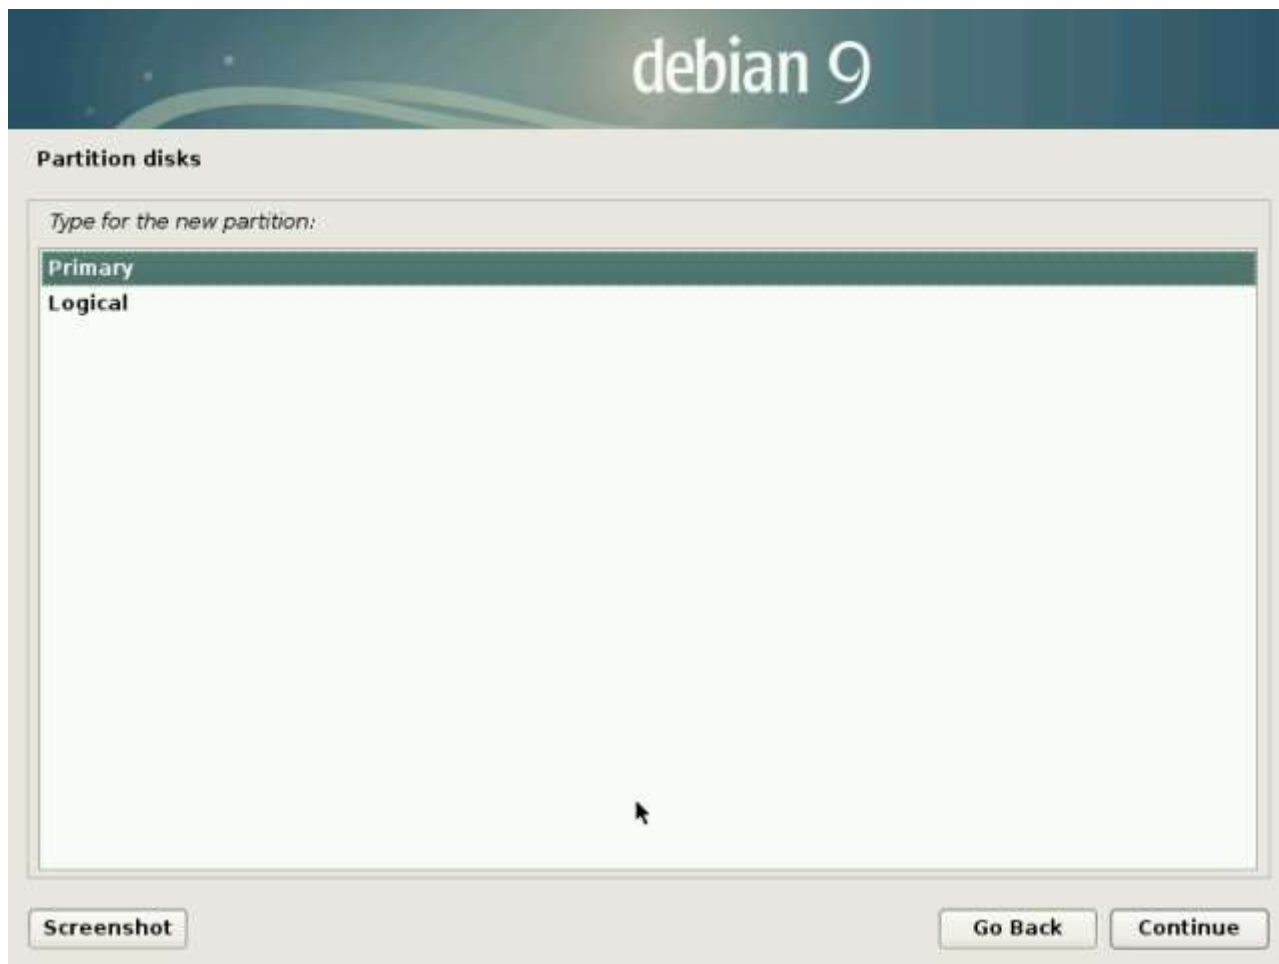 debian 9
Partition disks
Type for the new partition:
Primary
Logical
Screenshot
Go Back
Continue